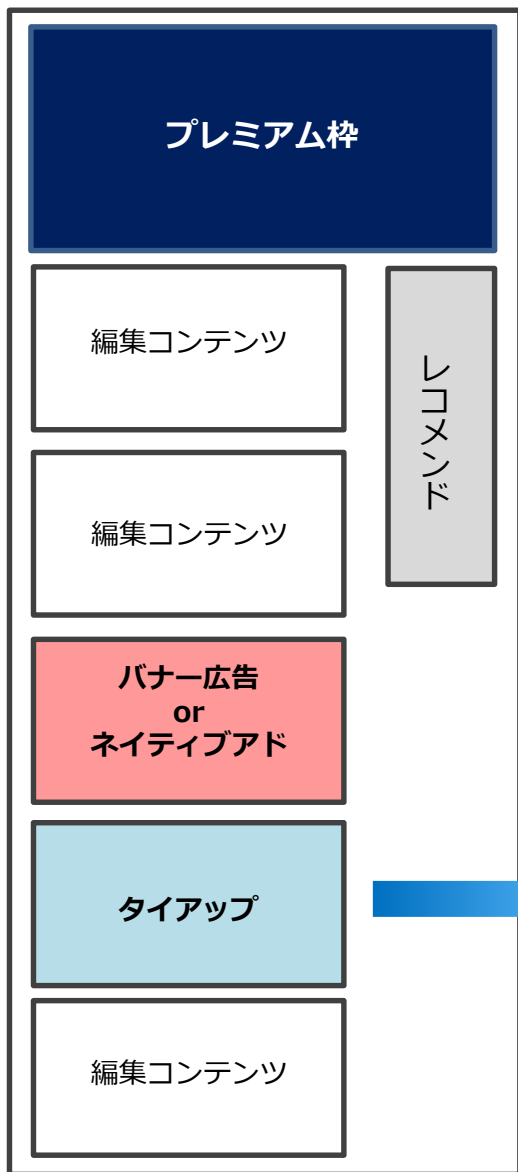 プレミアム枠
編集コンテンツ
レコメンド
編集コンテンツ
バナー広告
or
ネイティブアド
タイアップ
編集コンテンツ